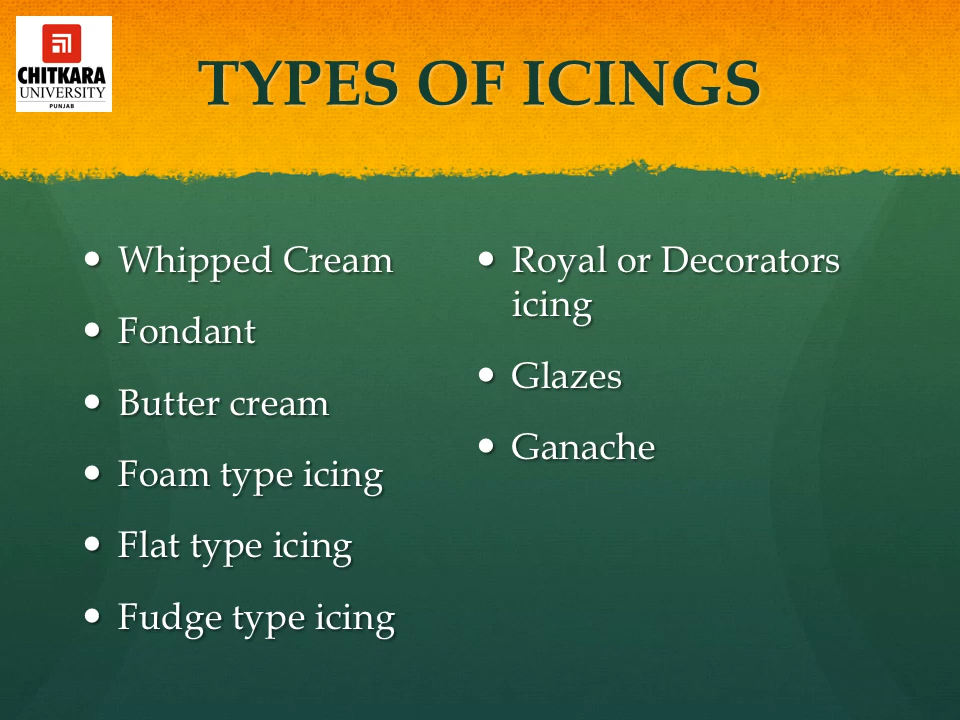 CHITKARA
UNIVERSITY
PUNJAB
TYPES OF ICINGS
• Whipped Cream
• Fondant
• Butter cream
• Foam type icing
• Flat type icing
• Fudge type icing
• Royal or Decorators
icing
• Glazes
• Ganache